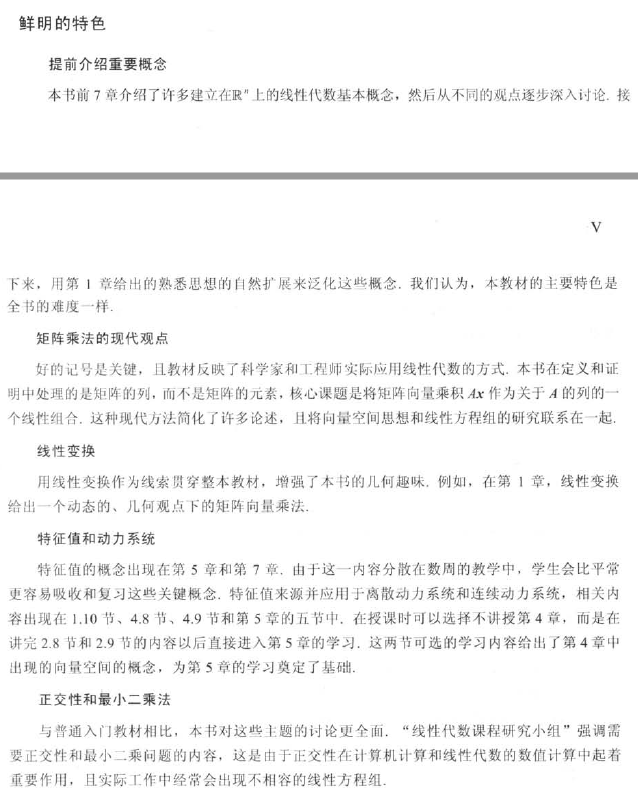 鲜明的特色
提前介绍重要概念
本书前 7 章介绍了许多建立在ℝⁿ上的线性代数基本概念，然后从不同的观点逐步深入讨论. 接
V
下来，用第 1 章给出的熟悉思想的自然扩展来泛化这些概念. 我们认为，本教材的主要特色是
全书的难度一样.
矩阵乘法的现代观点
好的记号是关键，且教材反映了科学家和工程师实际应用线性代数的方式. 本书在定义和证
明中处理的是矩阵的列，而不是矩阵的元素，核心课题是将矩阵向量乘积 Ax 作为关于 A 的列的一
个线性组合. 这种现代方法简化了许多论述，且将向量空间思想和线性方程组的研究联系在一起.
线性变换
用线性变换作为线索贯穿整本教材，增强了本书的几何趣味. 例如，在第 1 章，线性变换
给出一个动态的、几何观点下的矩阵向量乘法.
特征值和动力系统
特征值的概念出现在第 5 章和第 7 章. 由于这一内容分散在数周的教学中，学生会比平常
更容易吸收和复习这些关键概念. 特征值来源并应用于离散动力系统和连续动力系统，相关内
容出现在 1.10 节、4.8 节、4.9 节和第 5 章的五节中. 在授课时可以选择不讲授第 4 章，而是在
讲完 2.8 节和 2.9 节的内容以后直接进入第 5 章的学习. 这两节可选的学习内容给出了第 4 章中
出现的向量空间的概念，为第 5 章的学习奠定了基础.
正交性和最小二乘法
与普通入门教材相比，本书对这些主题的讨论更全面. “线性代数课程研究小组”强调需
要正交性和最小二乘问题的内容，这是由于正交性在计算机计算和线性代数的数值计算中起着
重要作用，且实际工作中经常会出现不相容的线性方程组.